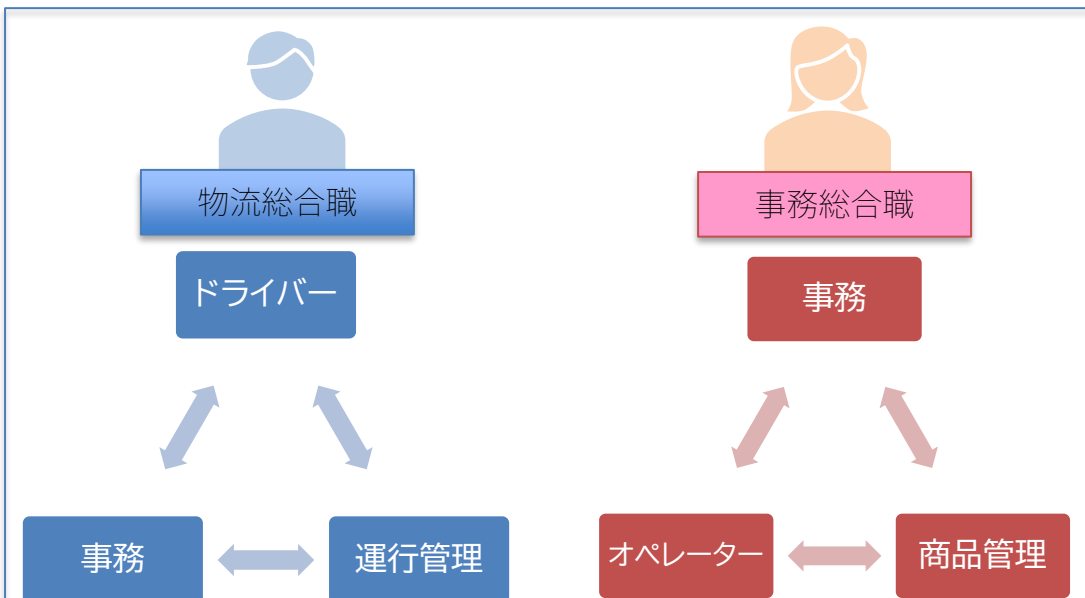 物流総合職
ドライバー
事務
運行管理
事務総合職
事務
オペレーター
商品管理